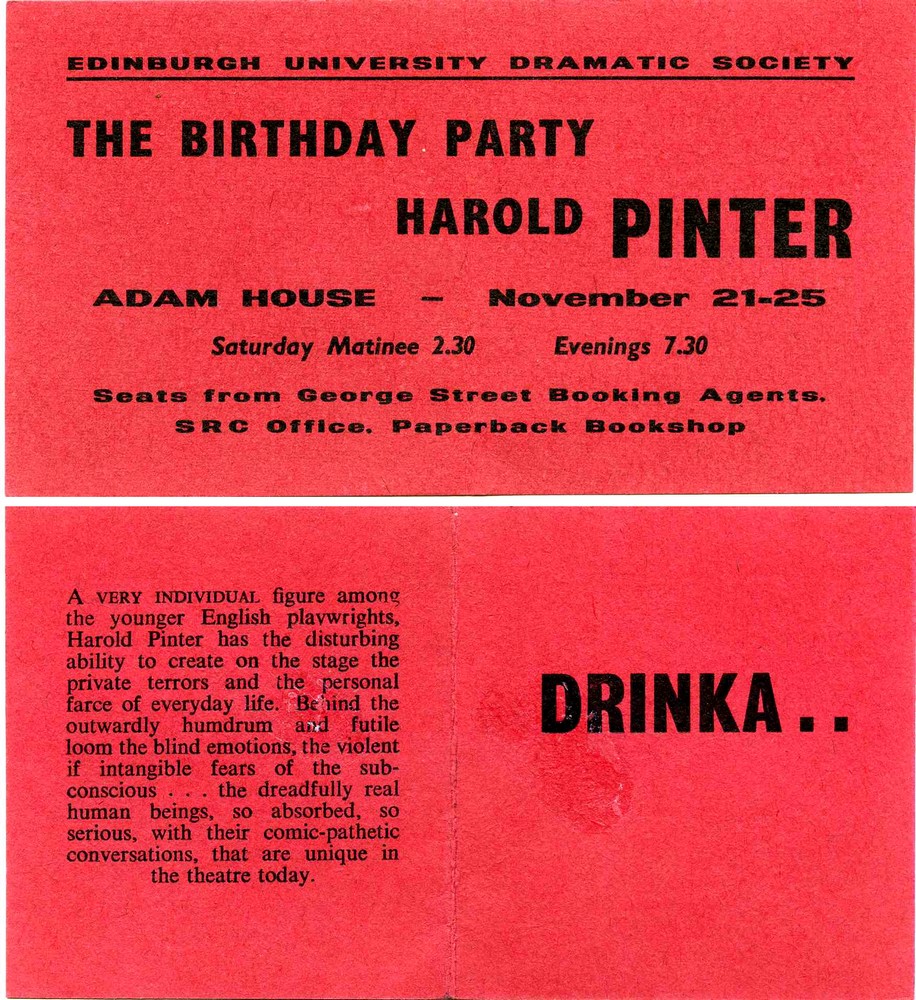 EDINBURGH UNIVERSITY DRAMATIC SOCIETY
THE BIRTHDAY PARTY
HAROLD PINTER
ADAM HOUSE – November 21-25
Saturday Matinee 2.30 Evenings 7.30
Seats from George Street Booking Agents,
SRC Office, Paperback Bookshop
A VERY INDIVIDUAL figure among
the younger English playwrights,
Harold Pinter has the disturbing
ability to create on the stage the
private terrors and the personal
farce of everyday life. Behind the
outwardly humdrum and futile
loom the blind emotions, the violent
if intangible fears of the sub-
conscious . . . the dreadfully real
human beings, so absorbed, so
serious, with their comic-pathetic
conversations, that are unique in
the theatre today.
DRINKA . .